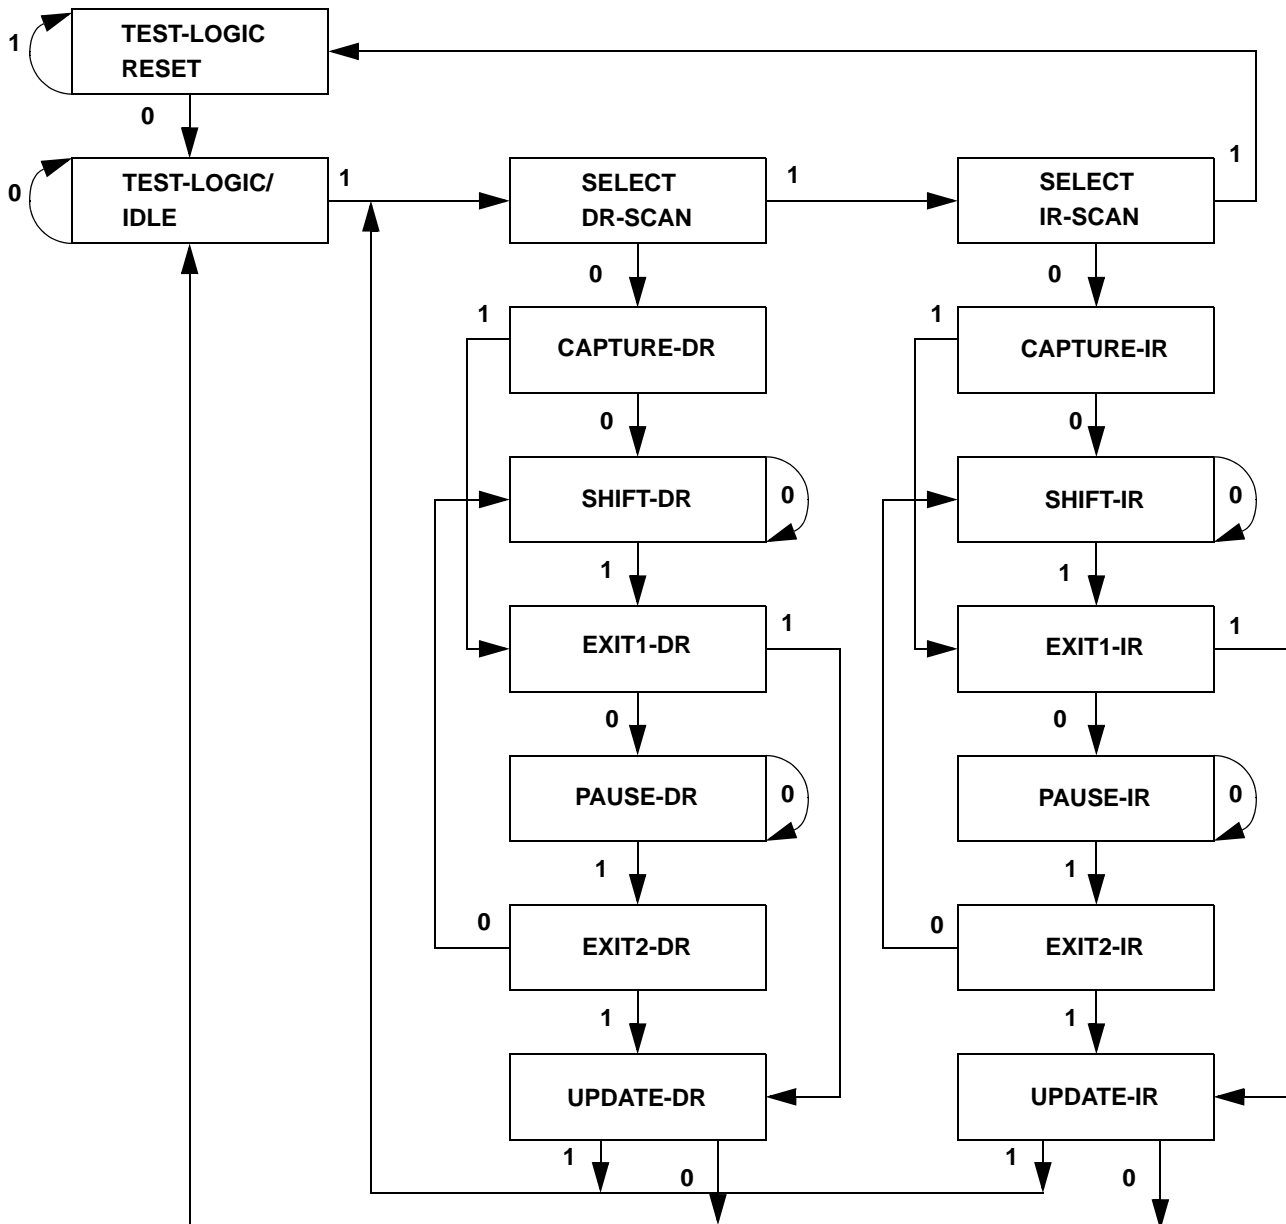 TEST-LOGIC
RESET
1
0
TEST-LOGIC/
IDLE
0
1
SELECT
DR-SCAN
1
SELECT
IR-SCAN
1
0
0
1
CAPTURE-DR
1
CAPTURE-IR
0
0
SHIFT-DR
0
SHIFT-IR
0
1
1
EXIT1-DR
1
EXIT1-IR
1
0
0
PAUSE-DR
0
PAUSE-IR
0
1
1
0
EXIT2-DR
0
EXIT2-IR
1
1
UPDATE-DR
UPDATE-IR
1
0
1
0